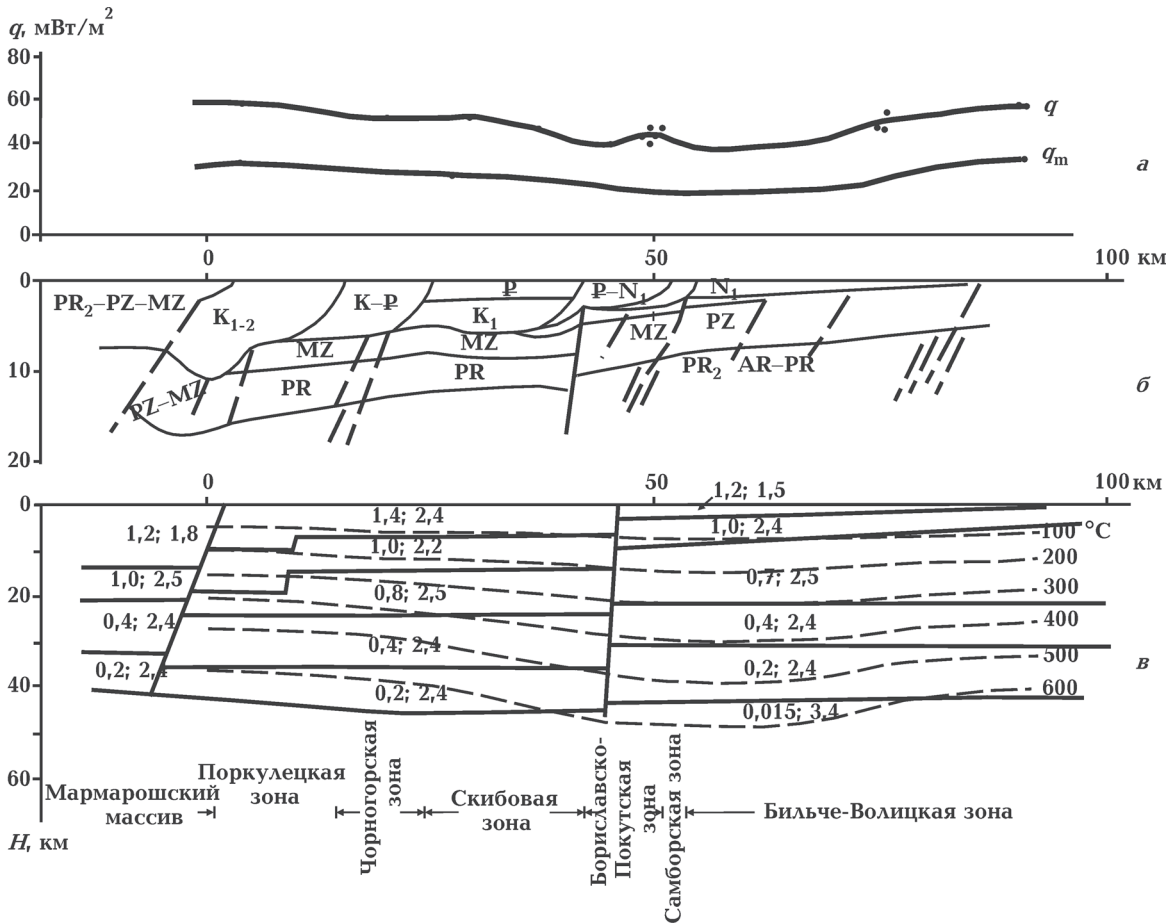 q, мВт/м²
80
60
40
20
0
q
qₘ
а
0 50 100 км
0
10
20
PR₂–PZ–MZ
K₁₋₂
K–₽
₽
₽–N₁
N₁
K₁
MZ
MZ
MZ
PZ
PR
PR
PR₂
AR–PR
PZ–MZ
б
0 50 100 км
0
20
40
60
H, км
1,2; 1,5
1,2; 1,8
1,4; 2,4
1,0; 2,4
100 °C
1,0; 2,2
200
1,0; 2,5
0,8; 2,5
0,7; 2,5
300
0,4; 2,4
0,4; 2,4
0,4; 2,4
400
0,2; 2,4
0,2; 2,4
500
0,2; 2,4
600
0,015; 3,4
в
Мармарошский
массив
Поркулецкая
зона
Чорногорская
зона
Скибовая
зона
Бориславско-
Покутская
зона
Самборская зона
Бильче-Волицкая зона